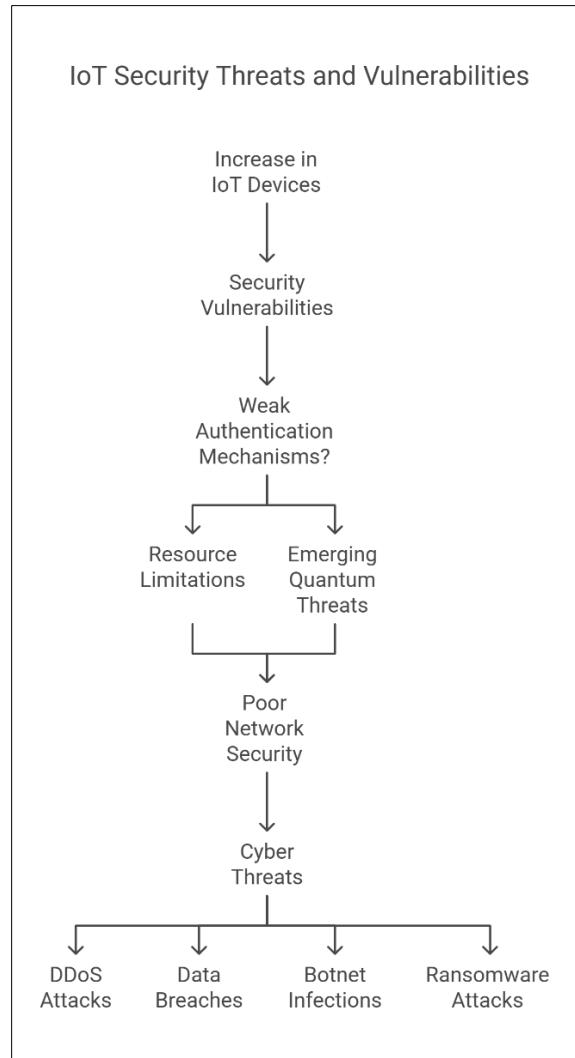 IoT Security Threats and Vulnerabilities
Increase in
IoT Devices
Security
Vulnerabilities
Weak
Authentication
Mechanisms?
Resource
Limitations
Emerging
Quantum
Threats
Poor
Network
Security
Cyber
Threats
DDoS
Attacks
Data
Breaches
Botnet
Infections
Ransomware
Attacks